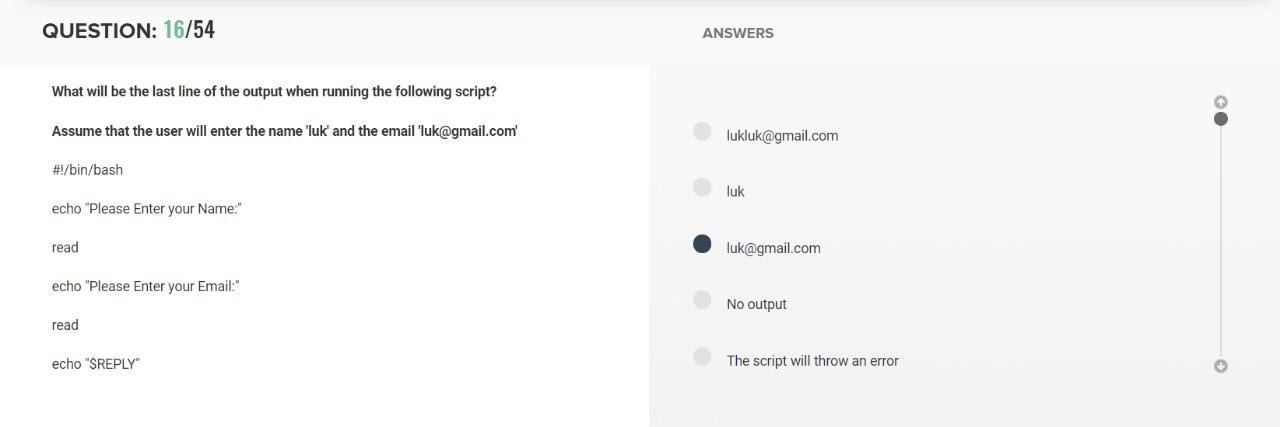 QUESTION: 16/54
ANSWERS
What will be the last line of the output when running the following script?
Assume that the user will enter the name 'luk' and the email 'luk@gmail.com'
#!/bin/bash
echo "Please Enter your Name:"
read
echo "Please Enter your Email:"
read
echo "$REPLY"
lukluk@gmail.com
luk
luk@gmail.com
No output
The script will throw an error